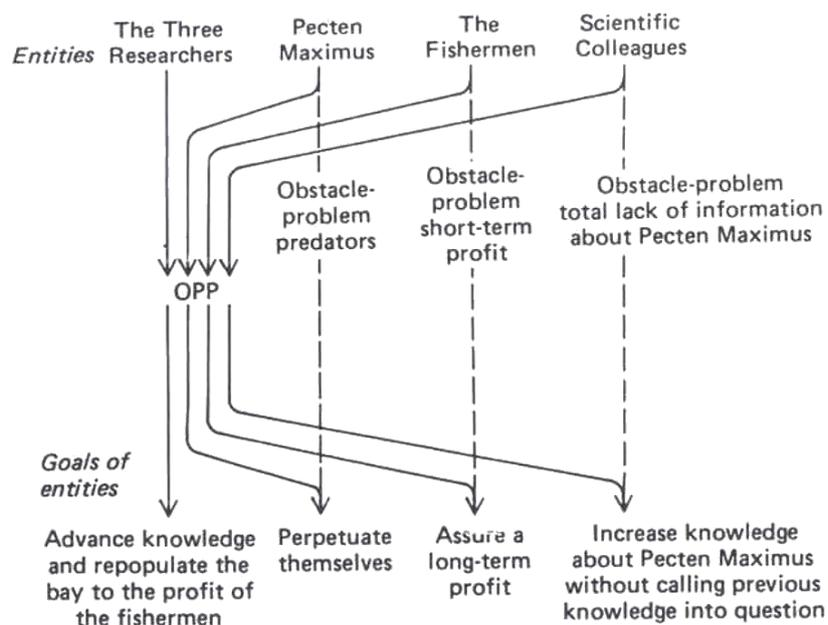 Entities
The Three
Researchers
Pecten
Maximus
The
Fishermen
Scientific
Colleagues
Obstacle-
problem
predators
Obstacle-
problem
short-term
profit
Obstacle-problem
total lack of information
about Pecten Maximus
OPP
Goals of
entities
Advance knowledge
and repopulate the
bay to the profit of
the fishermen
Perpetuate
themselves
Assure a
long-term
profit
Increase knowledge
about Pecten Maximus
without calling previous
knowledge into question